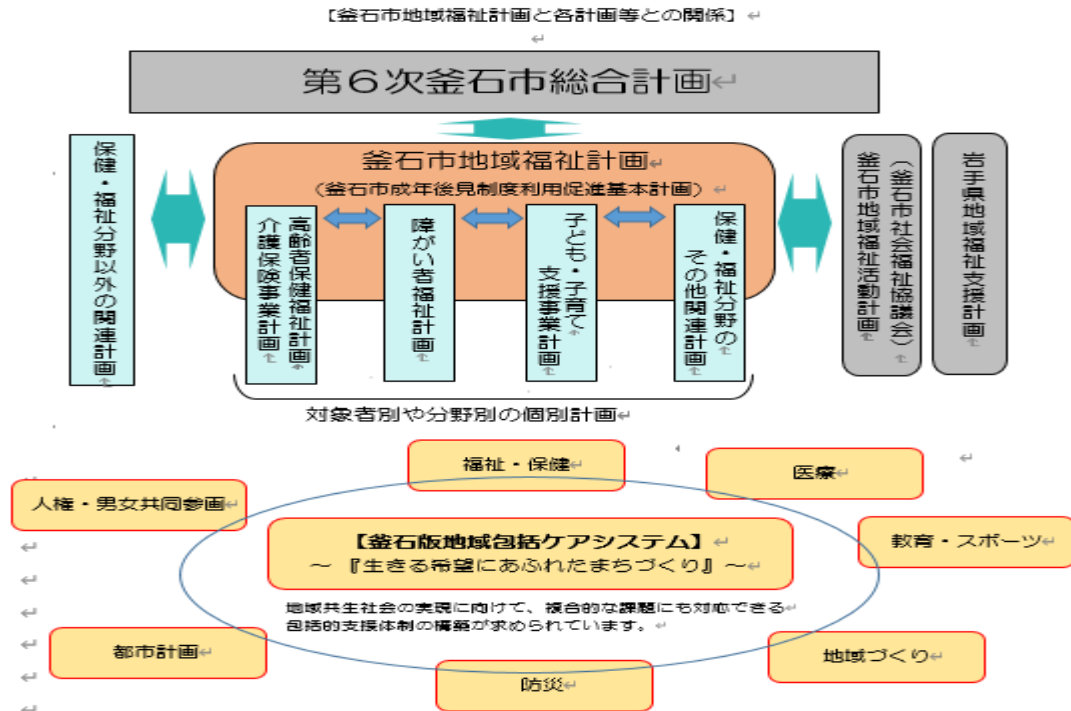 【釜石市地域福祉計画と各計画等との関係】
第６次釜石市総合計画
保健・福祉分野以外の関連計画
釜石市地域福祉計画
（釜石市成年後見制度利用促進基本計画）
高齢者保健福祉計画
介護保険事業計画
障がい者福祉計画
子ども・子育て
支援事業計画
保健・福祉分野の
その他関連計画
（釜石市社会福祉協議会）
釜石市地域福祉活動計画
岩手県地域福祉支援計画
対象者別や分野別の個別計画
福祉・保健
医療
人権・男女共同参画
教育・スポーツ
【釜石版地域包括ケアシステム】
～『生きる希望にあふれたまちづくり』～
地域共生社会の実現に向けて、複合的な課題にも対応できる
包括的支援体制の構築が求められています。
都市計画
地域づくり
防災